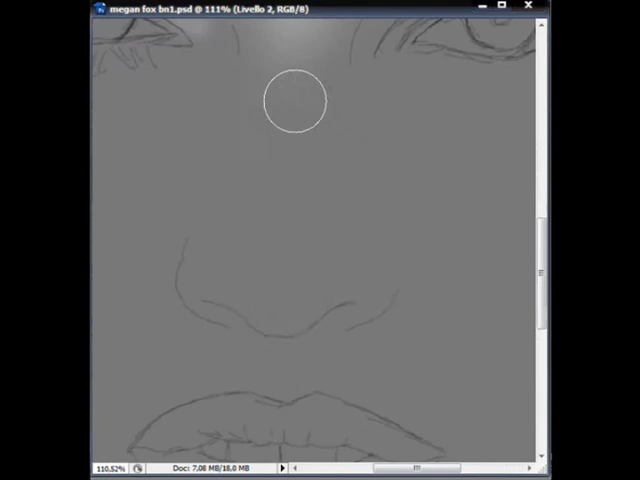 megan fox bn1.psd @ 111% (Livello 2, RGB/8)
110.52% Doc: 7,08 MB/18,0 MB